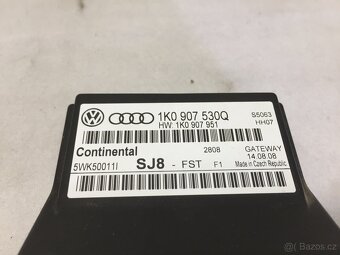 1K0 907 530Q
HW: 1K0 907 951
S5063
HH07
Continental
5WK50011I
2808
SJ8 - FST F1
GATEWAY
14.08.08
Made in Czech Republic
Bazoš.cz